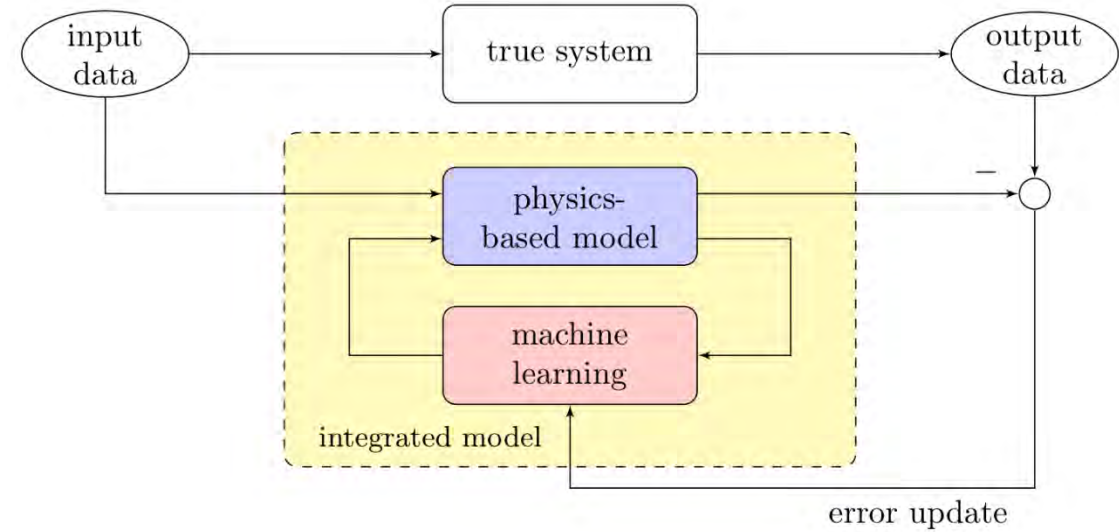 input
data
true system
output
data
−
physics-
based model
machine
learning
integrated model
error update